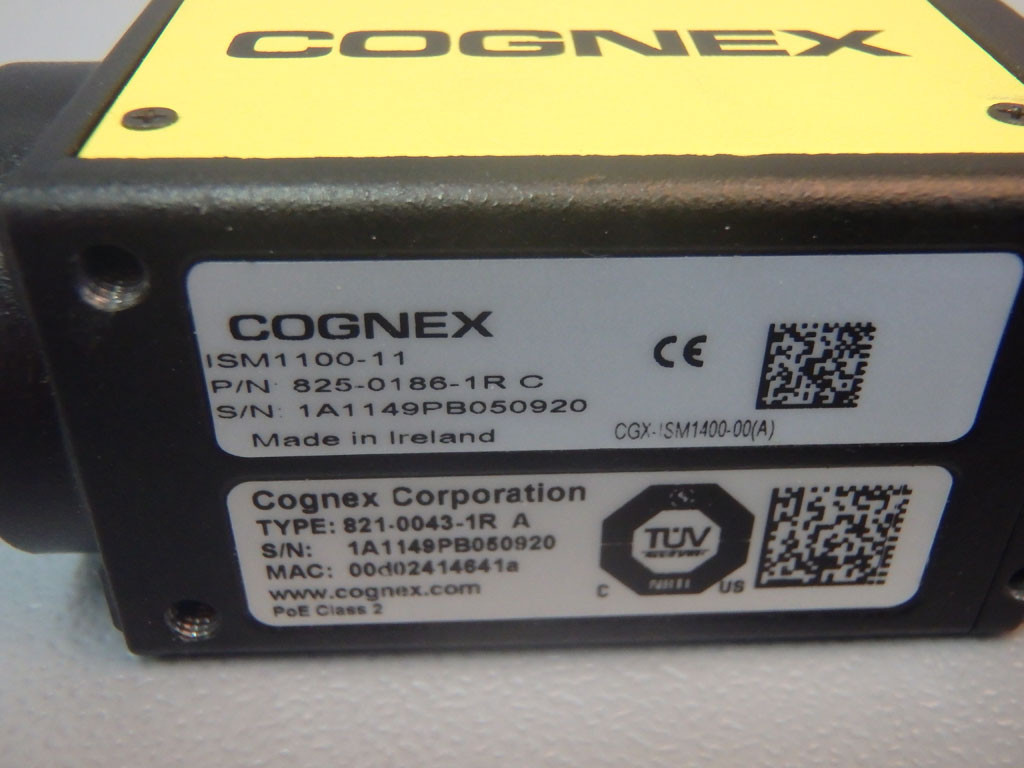 COGNEX
COGNEX
ISM1100-11
P/N: 825-0186-1R C
S/N: 1A1149PB050920
Made in Ireland
CE
CGX-ISM1400-00(A)
Cognex Corporation
TYPE: 821-0043-1R A
S/N: 1A1149PB050920
MAC: 00d02414641a
www.cognex.com
PoE Class 2
TÜV
C US